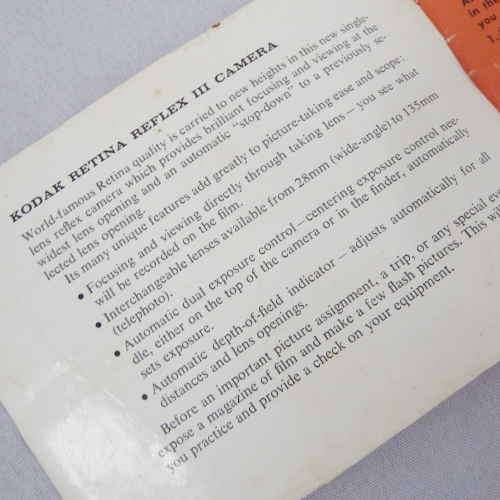 KODAK RETINA REFLEX III CAMERA
World-famous Retina quality is carried to new heights in this new single-
lens reflex camera which provides brilliant focusing and viewing at the
widest lens opening and an automatic "stop-down" to a previously se-
lected lens opening.
Its many unique features add greatly to picture-taking ease and scope:
• Focusing and viewing directly through taking lens – you see what
will be recorded on the film.
• Interchangeable lenses available from 28mm (wide-angle) to 135mm
(telephoto).
• Automatic dual exposure control – centering exposure control nee-
dle, either on the top of the camera or in the finder, automatically
sets exposure.
• Automatic depth-of-field indicator – adjusts automatically for all
distances and lens openings.
Before an important picture assignment, a trip, or any special eve
expose a magazine of film and make a few flash pictures. This w
you practice and provide a check on your equipment.
in the
you
1.